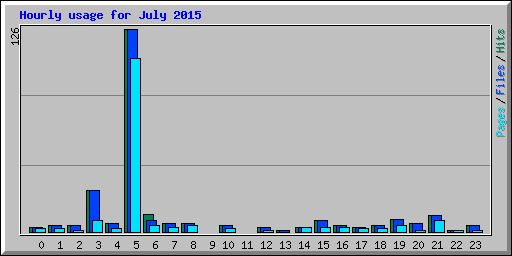 Hourly usage for July 2015
126
Pages/Files/Hits
0 1 2 3 4 5 6 7 8 9 10 11 12 13 14 15 16 17 18 19 20 21 22 23